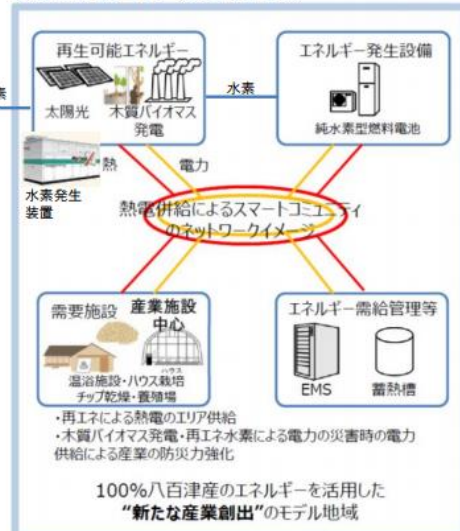 再生可能エネルギー
太陽光
木質バイオマス
発電
素
水素
エネルギー発生設備
純水素型燃料電池
水素発生
装置
熱
電力
熱電併給によるスマートコミュニティ
のネットワークイメージ
需要施設
産業施設
中心
ハウス
温浴施設・ハウス栽培
チップ乾燥・養殖場
エネルギー需給管理等
EMS
蓄熱槽
・再エネによる熱電のエリア供給
・木質バイオマス発電・再エネ水素による電力の災害時の電力
供給による産業の防災力強化
100%八百津産のエネルギーを活用した
“新たな産業創出”のモデル地域